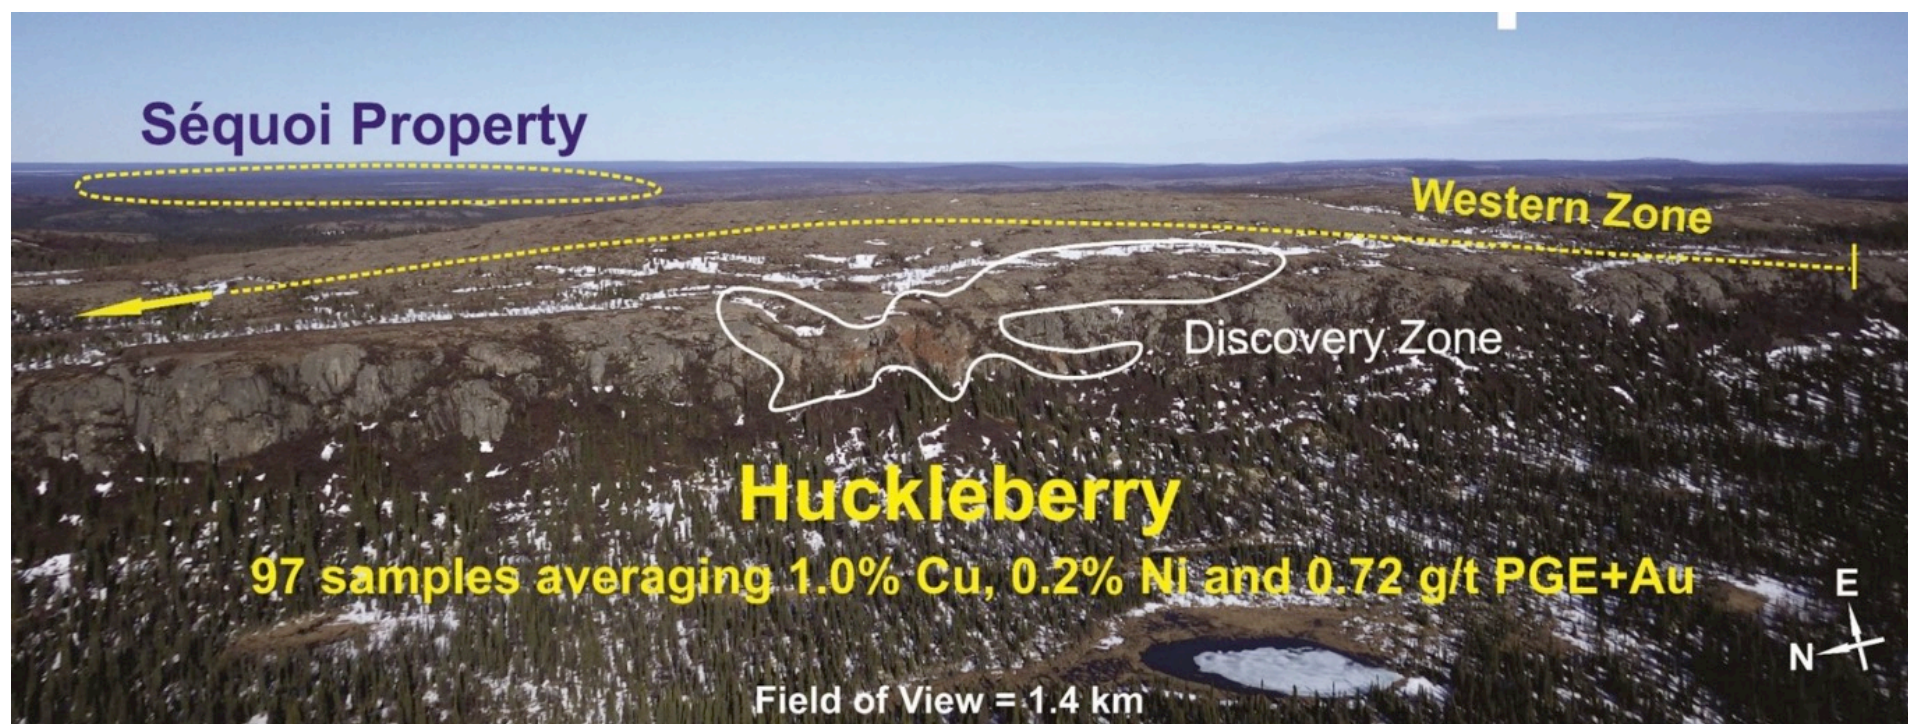 Séquoi Property
Western Zone
Discovery Zone
Huckleberry
97 samples averaging 1.0% Cu, 0.2% Ni and 0.72 g/t PGE+Au
E
N
Field of View = 1.4 km